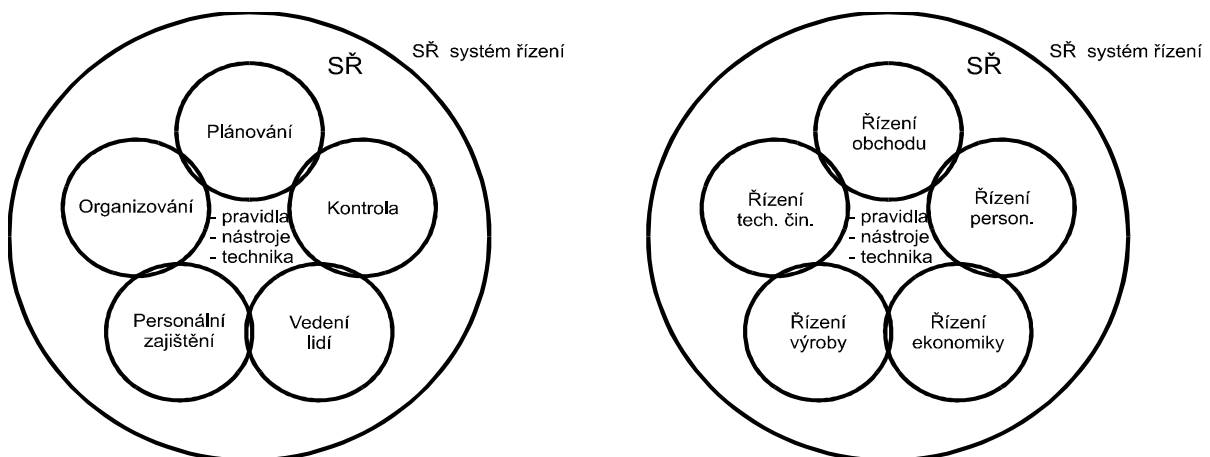 SŘ systém řízení
SŘ
Plánování
Organizování
Kontrola
- pravidla
- nástroje
- technika
Personální
zajištění
Vedení
lidí
SŘ systém řízení
SŘ
Řízení
obchodu
Řízení
tech. čin.
Řízení
person.
- pravidla
- nástroje
- technika
Řízení
výroby
Řízení
ekonomiky